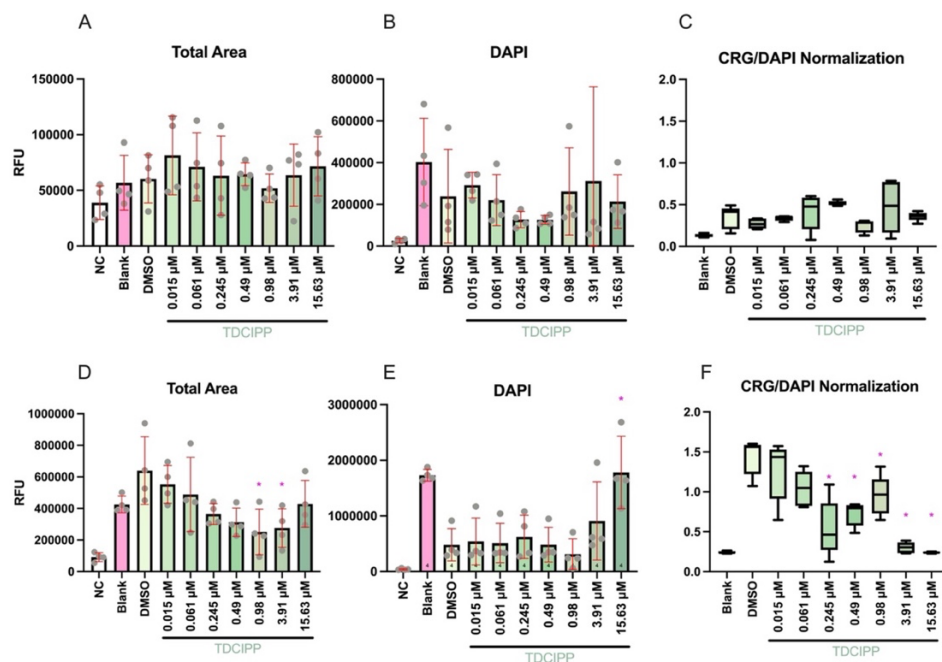 A
Total Area
RFU
150000
100000
50000
0
NC
Blank
DMSO
0.015 µM
0.061 µM
0.245 µM
0.49 µM
0.98 µM
3.91 µM
15.63 µM
TDCIPP
B
DAPI
800000
600000
400000
200000
0
NC
Blank
DMSO
0.015 µM
0.061 µM
0.245 µM
0.49 µM
0.98 µM
3.91 µM
15.63 µM
TDCIPP
C
CRG/DAPI Normalization
2.0
1.5
1.0
0.5
0.0
Blank
DMSO
0.015 µM
0.061 µM
0.245 µM
0.49 µM
0.98 µM
3.91 µM
15.63 µM
TDCIPP
D
Total Area
RFU
1000000
800000
600000
400000
200000
0
NC
Blank
DMSO
0.015 µM
0.061 µM
0.245 µM
0.49 µM
0.98 µM
3.91 µM
15.63 µM
TDCIPP
E
DAPI
3000000
2000000
1000000
0
NC
Blank
DMSO
0.015 µM
0.061 µM
0.245 µM
0.49 µM
0.98 µM
3.91 µM
15.63 µM
TDCIPP
F
CRG/DAPI Normalization
2.0
1.5
1.0
0.5
0.0
Blank
DMSO
0.015 µM
0.061 µM
0.245 µM
0.49 µM
0.98 µM
3.91 µM
15.63 µM
TDCIPP